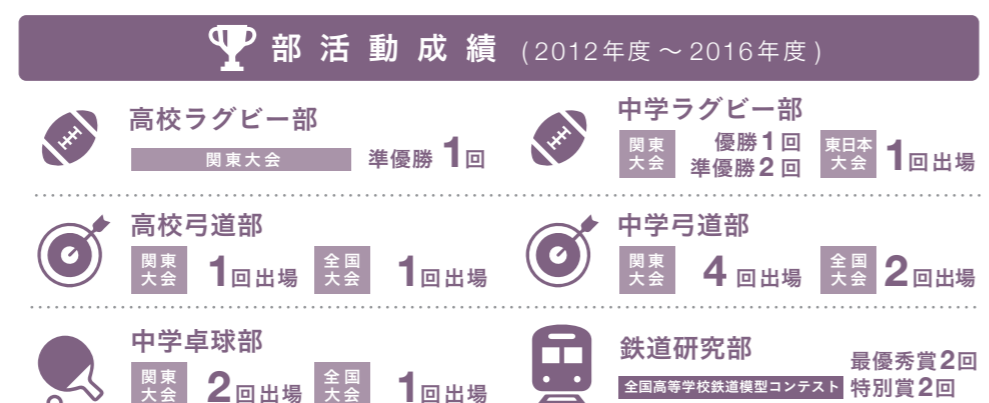 部活動成績 (2012年度～2016年度)
高校ラグビー部
関東大会 準優勝 1回
中学ラグビー部
関東大会 優勝1回 準優勝2回 東日本大会 1回出場
高校弓道部
関東大会 1回出場 全国大会 1回出場
中学弓道部
関東大会 4回出場 全国大会 2回出場
中学卓球部
関東大会 2回出場 全国大会 1回出場
鉄道研究部
全国高等学校鉄道模型コンテスト 最優秀賞2回 特別賞2回